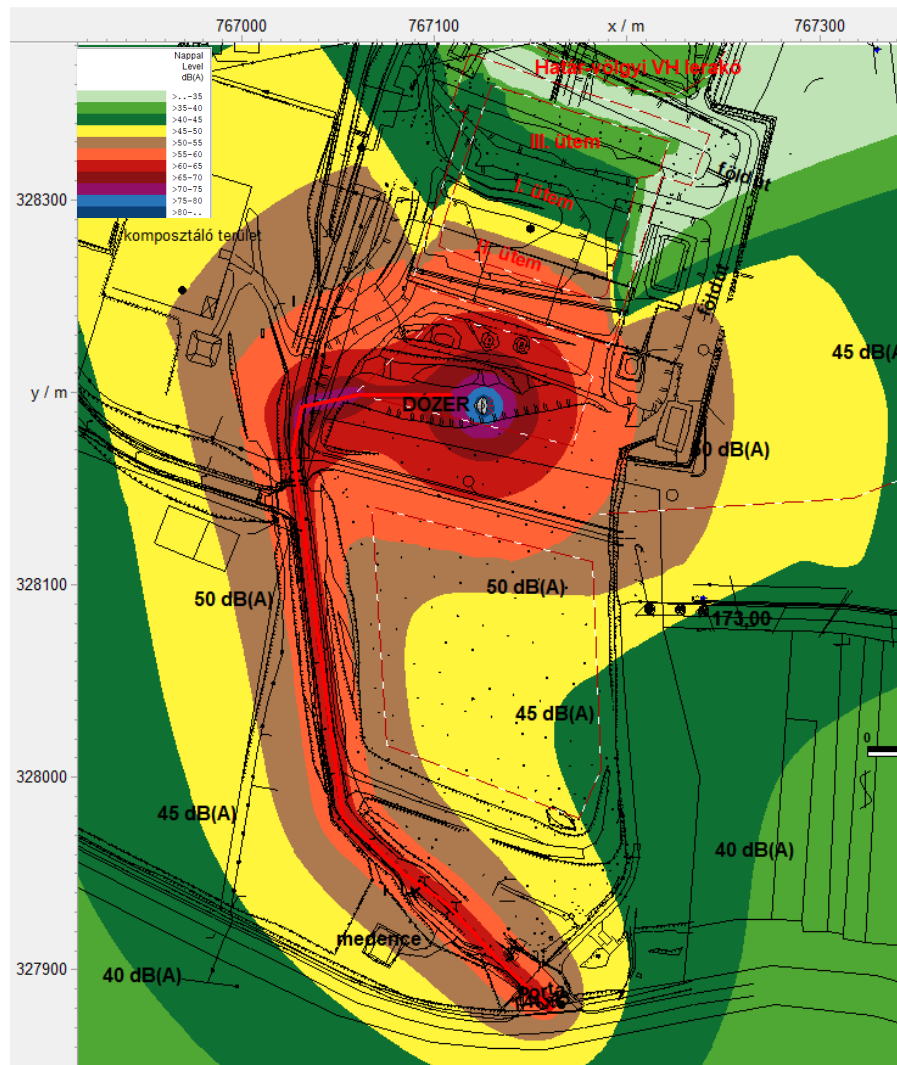 767000 767100 x / m 767300
Nappal
Level
dB(A)
>..-35
>35-40
>40-45
>45-50
>50-55
>55-60
>60-65
>65-70
>70-75
>75-80
>80-..
Határ-völgyi VH lerakó
III. ütem
földút
I. ütem
328300
komposztáló terület
II. ütem
földút
45 dB(A)
y / m
DÓZER
50 dB(A)
328100
50 dB(A)
50 dB(A)
173,00
45 dB(A)
0
328000
45 dB(A)
40 dB(A)
medence
327900
40 dB(A)
Porta